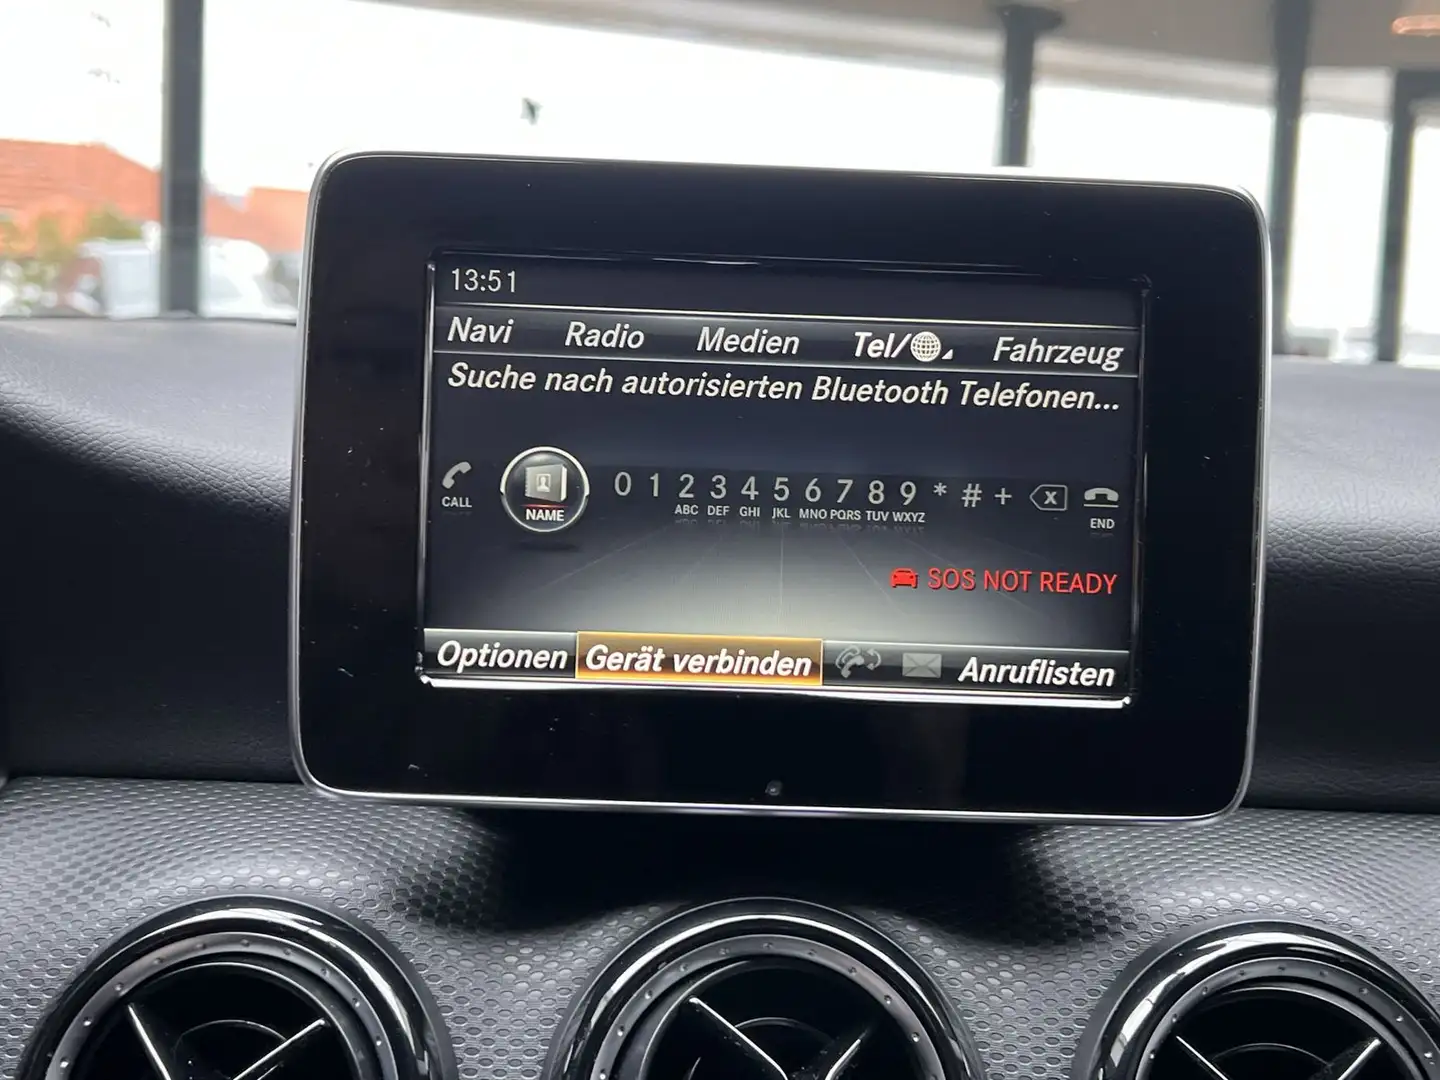 13:51
Navi Radio Medien Tel/ Fahrzeug
Suche nach autorisierten Bluetooth Telefonen...
CALL NAME 0 1 2 3 4 5 6 7 8 9 * # + X END
ABC DEF GHI JKL MNO PQRS TUV WXYZ
SOS NOT READY
Optionen Gerät verbinden Anruflisten